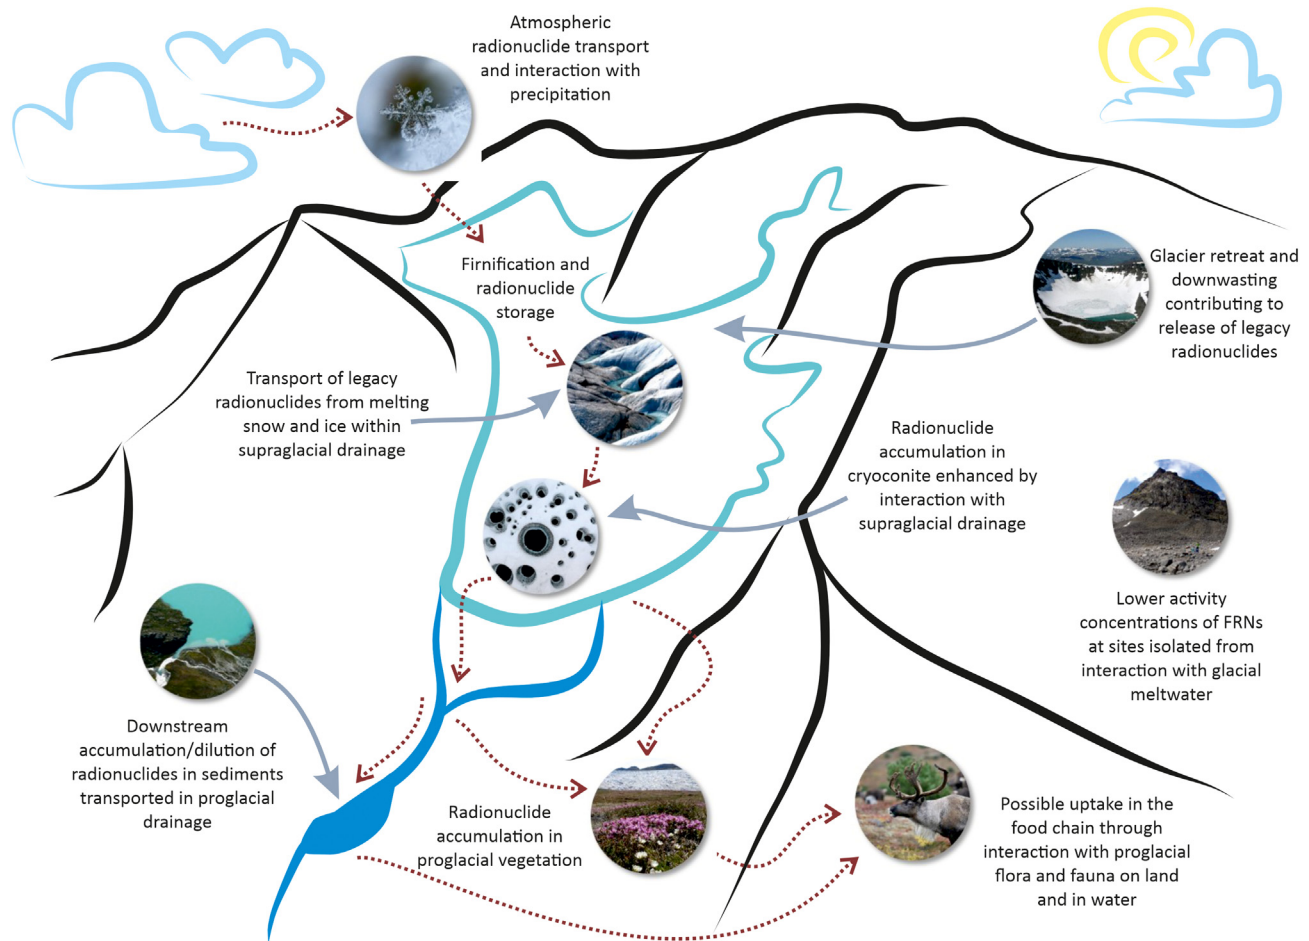 Atmospheric
radionuclide transport
and interaction with
precipitation
Firnification and
radionuclide
storage
Glacier retreat and
downwasting
contributing to
release of legacy
radionuclides
Transport of legacy
radionuclides from melting
snow and ice within
supraglacial drainage
Radionuclide
accumulation in
cryoconite enhanced by
interaction with
supraglacial drainage
Lower activity
concentrations of FRNs
at sites isolated from
interaction with glacial
meltwater
Downstream
accumulation/dilution of
radionuclides in sediments
transported in proglacial
drainage
Radionuclide
accumulation in
proglacial vegetation
Possible uptake in the
food chain through
interaction with proglacial
flora and fauna on land
and in water